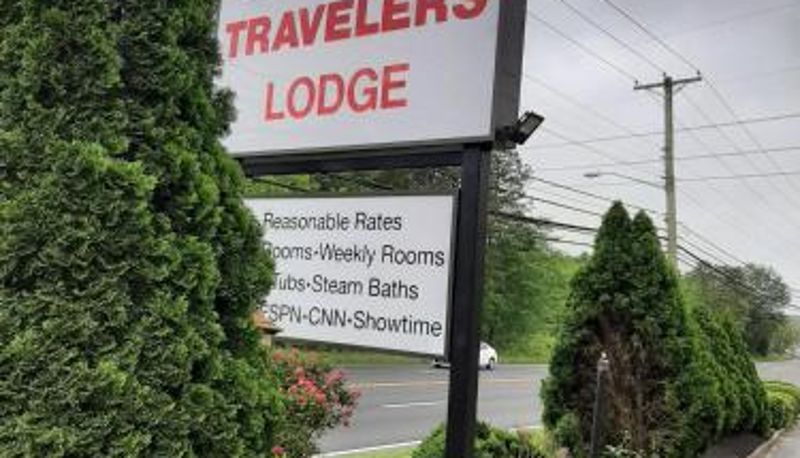 TRAVELERS
LODGE
Reasonable Rates
Rooms•Weekly Rooms
Tubs•Steam Baths
ESPN•CNN•Showtime